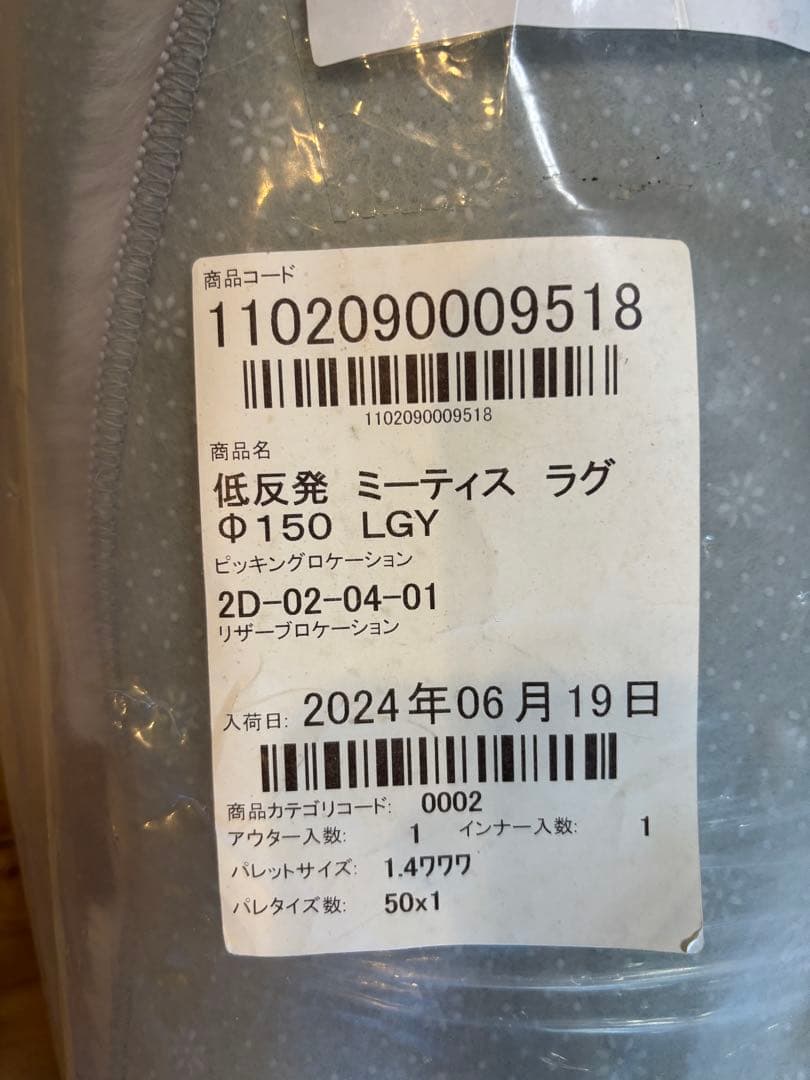 商品コード
1102090009518
1102090009518
商品名
低反発 ミーティス ラグ
Φ150 LGY
ピッキングロケーション
2D-02-04-01
リザーブロケーション
入荷日: 2024年06月19日
商品カテゴリコード: 0002
アウター入数: 1 インナー入数: 1
パレットサイズ: 1.4ワワワ
パレタイズ数: 50x1